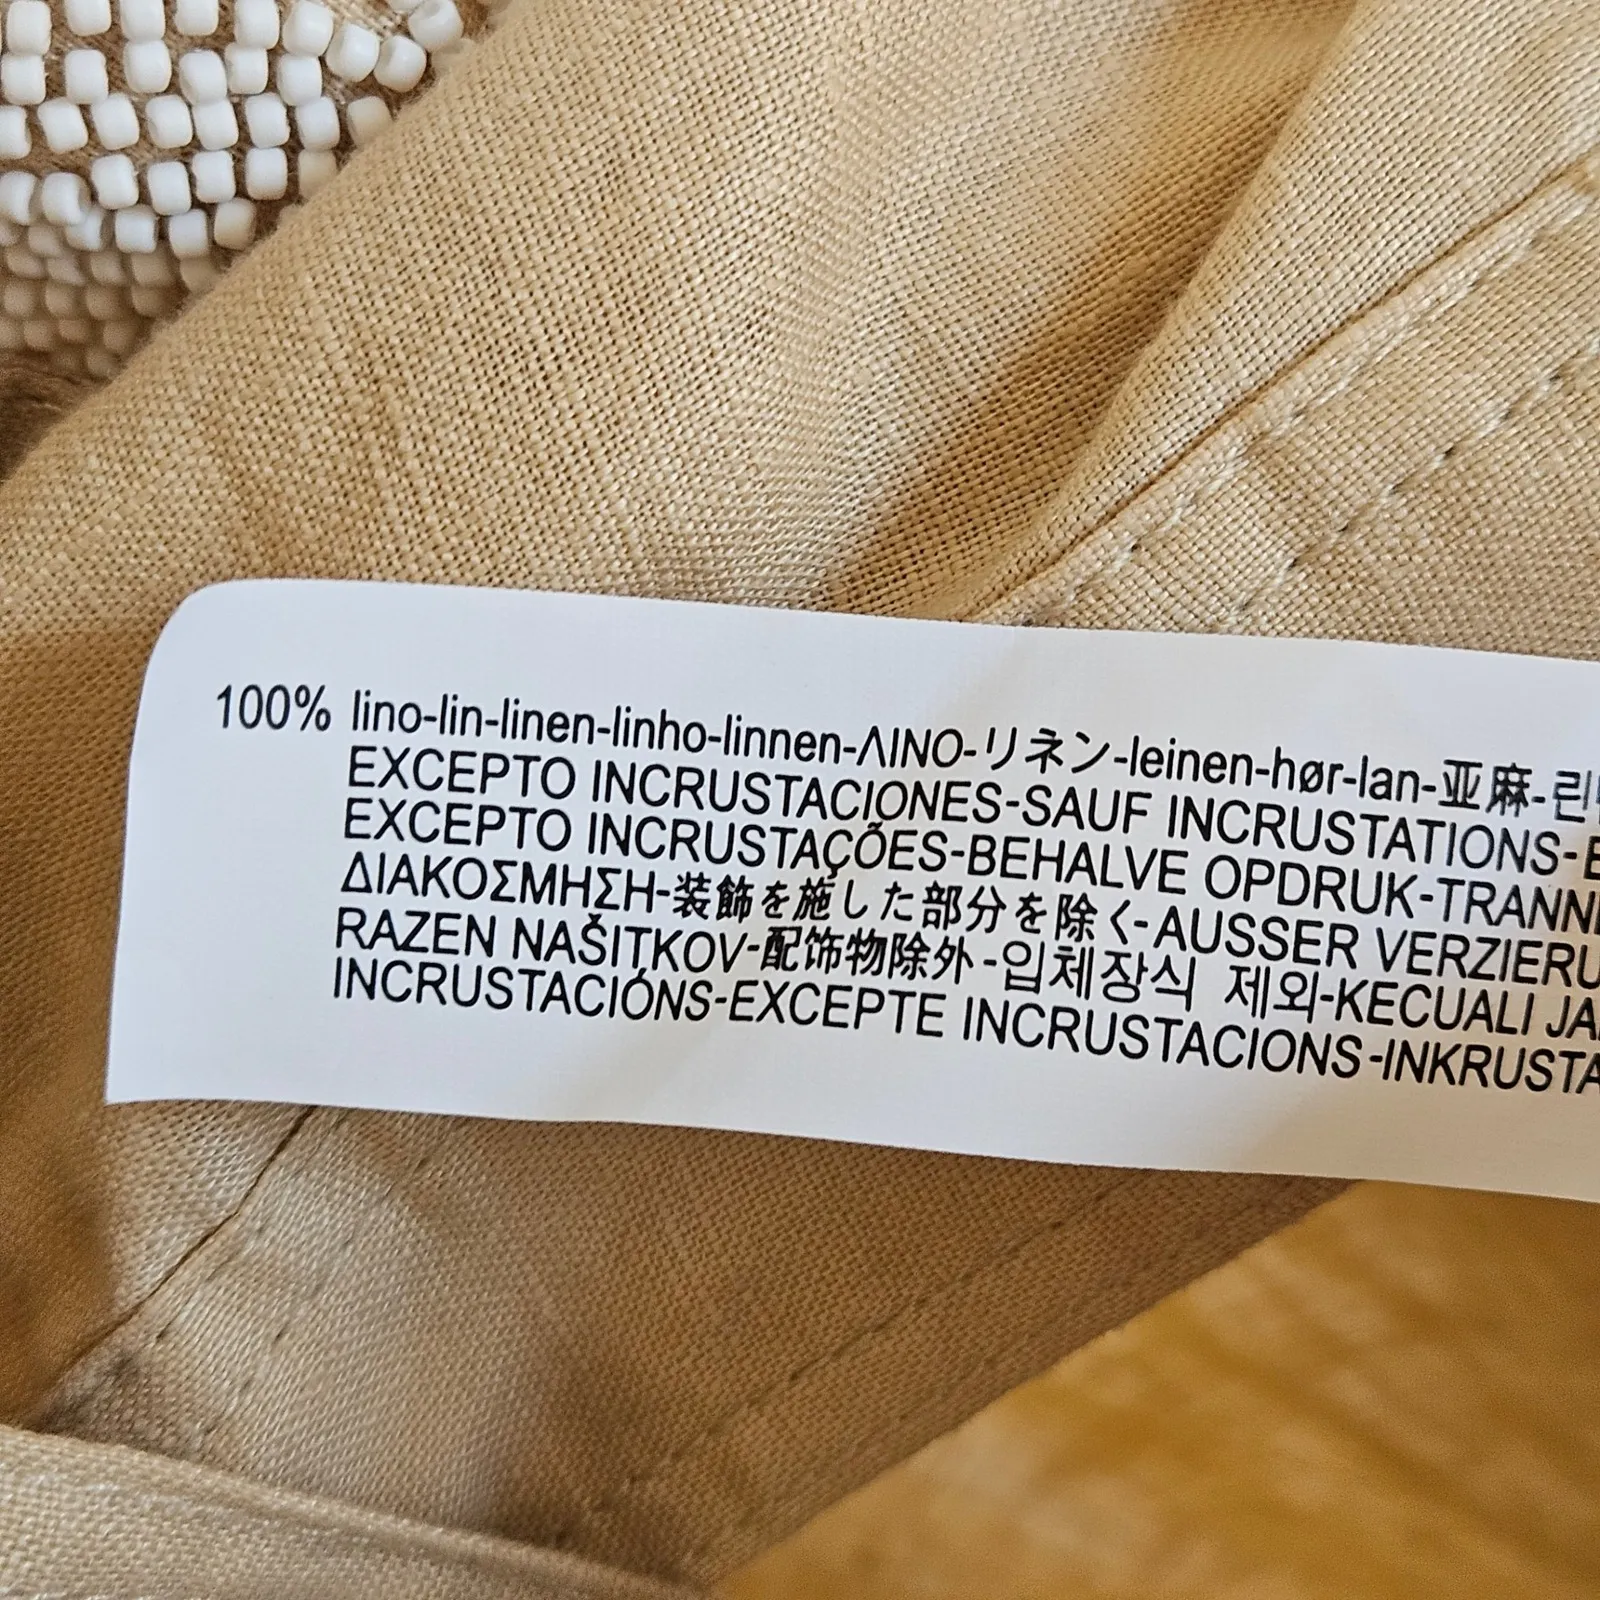 100% lino-lin-linen-linho-linnen-ΛΙΝΟ-リネン-leinen-hør-lan-亚麻-린
EXCEPTO INCRUSTACIONES-SAUF INCRUSTATIONS-
EXCEPTO INCRUSTAÇÕES-BEHALVE OPDRUK-
ΔΙΑΚΟΣΜΗΣΗ-装飾を施した部分を除く-AUSSER
RAZEN NAŠITKOV-配饰物除外-입체장식 제외-KECUALI
INCRUSTACIÓNS-EXCEPTE INCRUSTACIONS-